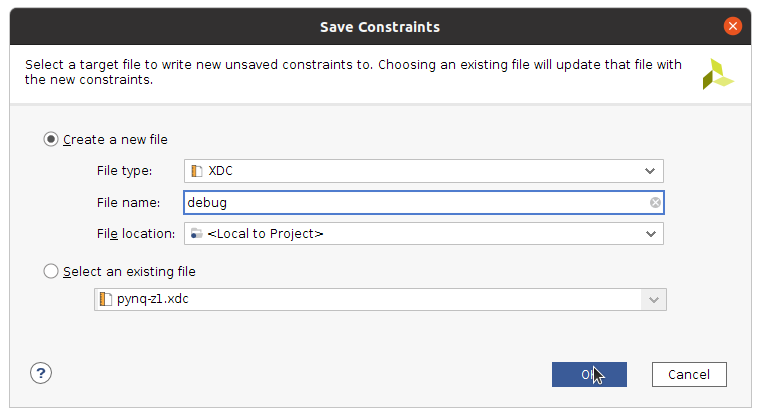 Save Constraints
Select a target file to write new unsaved constraints to. Choosing an existing file will update that file with
the new constraints.
Create a new file
File type: XDC
File name: debug
File location: <Local to Project>
Select an existing file
pynq-z1.xdc
? OK Cancel